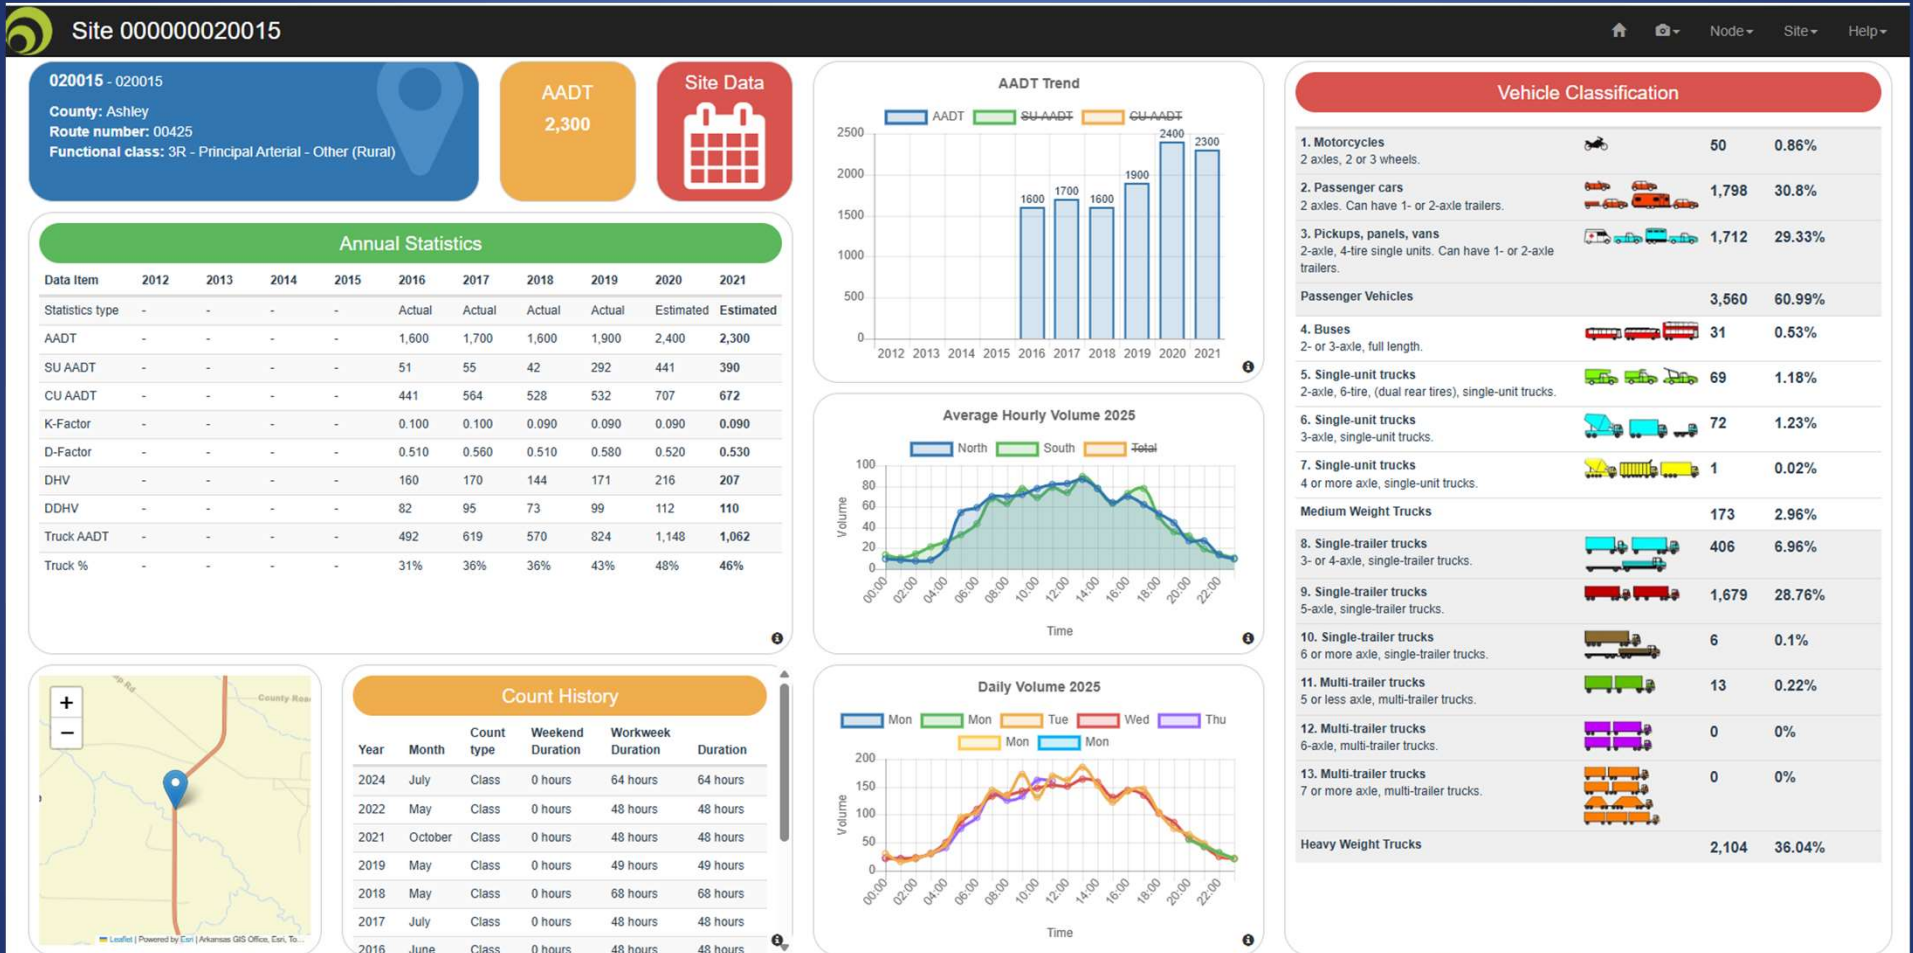 Site 000000020015
Node
Site
Help
020015 - 020015
County: Ashley
Route number: 00425
Functional class: 3R - Principal Arterial - Other (Rural)
AADT
2,300
Site Data
Annual Statistics
Data Item 2012 2013 2014 2015 2016 2017 2018 2019 2020 2021
Statistics type - - - - Actual Actual Actual Actual Estimated Estimated
AADT - - - - 1,600 1,700 1,600 1,900 2,400 2,300
SU AADT - - - - 51 55 42 292 441 390
CU AADT - - - - 441 564 528 532 707 672
K-Factor - - - - 0.100 0.100 0.090 0.090 0.090 0.090
D-Factor - - - - 0.510 0.560 0.510 0.580 0.520 0.530
DHV - - - - 160 170 144 171 216 207
DDHV - - - - 82 95 73 99 112 110
Truck AADT - - - - 492 619 570 824 1,148 1,062
Truck % - - - - 31% 36% 36% 43% 48% 46%
+
−
County Roa
Leaflet | Powered by Esri | Arkansas GIS Office, Esri, To...
Count History
Year Month Count type Weekend Duration Workweek Duration Duration
2024 July Class 0 hours 64 hours 64 hours
2022 May Class 0 hours 48 hours 48 hours
2021 October Class 0 hours 48 hours 48 hours
2019 May Class 0 hours 49 hours 49 hours
2018 May Class 0 hours 68 hours 68 hours
2017 July Class 0 hours 48 hours 48 hours
2016 June Class 0 hours 48 hours 48 hours
AADT Trend
AADT SU AADT CU AADT
2500
2000
1500
1000
500
0
1600 1700 1600 1900 2400 2300
2012 2013 2014 2015 2016 2017 2018 2019 2020 2021
Average Hourly Volume 2025
North South Total
Volume
100
80
60
40
20
0
00:00 02:00 04:00 06:00 08:00 10:00 12:00 14:00 16:00 18:00 20:00 22:00
Time
Daily Volume 2025
Mon Mon Tue Wed Thu
Mon Mon
Volume
200
150
100
50
0
00:00 02:00 04:00 06:00 08:00 10:00 12:00 14:00 16:00 18:00 20:00 22:00
Time
Vehicle Classification
1. Motorcycles 50 0.86%
2 axles, 2 or 3 wheels.
2. Passenger cars 1,798 30.8%
2 axles. Can have 1- or 2-axle trailers.
3. Pickups, panels, vans 1,712 29.33%
2-axle, 4-tire single units. Can have 1- or 2-axle
trailers.
Passenger Vehicles 3,560 60.99%
4. Buses 31 0.53%
2- or 3-axle, full length.
5. Single-unit trucks 69 1.18%
2-axle, 6-tire, (dual rear tires), single-unit trucks.
6. Single-unit trucks 72 1.23%
3-axle, single-unit trucks.
7. Single-unit trucks 1 0.02%
4 or more axle, single-unit trucks.
Medium Weight Trucks 173 2.96%
8. Single-trailer trucks 406 6.96%
3- or 4-axle, single-trailer trucks.
9. Single-trailer trucks 1,679 28.76%
5-axle, single-trailer trucks.
10. Single-trailer trucks 6 0.1%
6 or more axle, single-trailer trucks.
11. Multi-trailer trucks 13 0.22%
5 or less axle, multi-trailer trucks.
12. Multi-trailer trucks 0 0%
6-axle, multi-trailer trucks.
13. Multi-trailer trucks 0 0%
7 or more axle, multi-trailer trucks.
Heavy Weight Trucks 2,104 36.04%